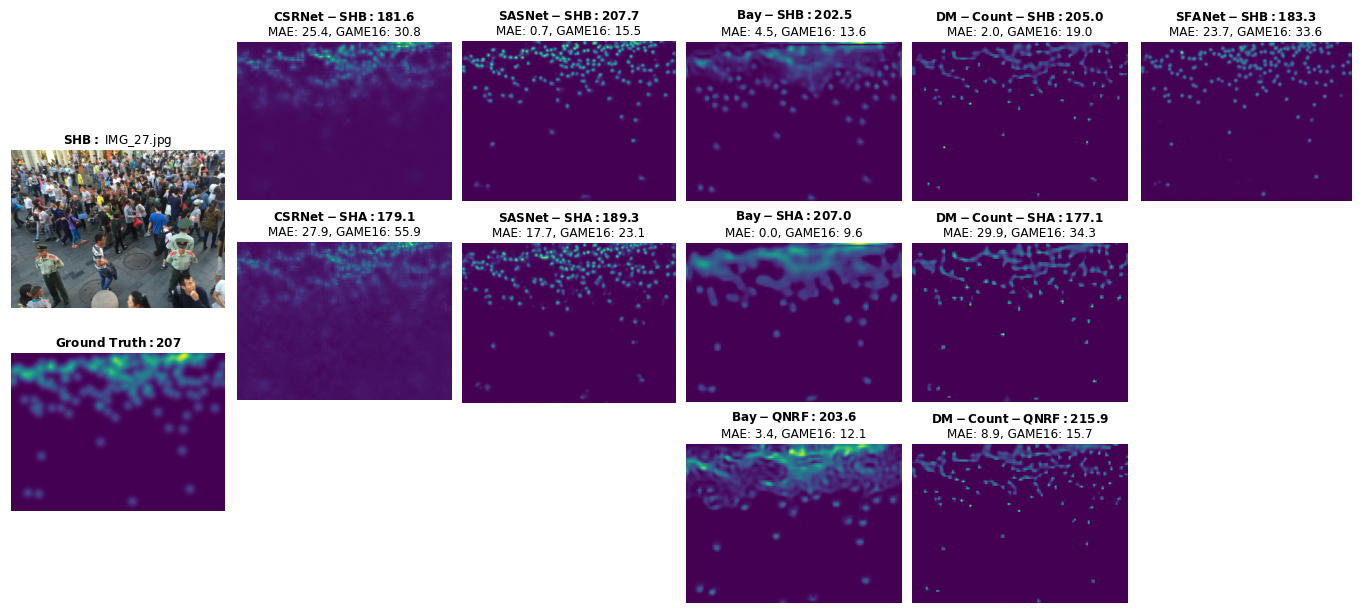 CSRNet − SHB : 181.6
MAE: 25.4, GAME16: 30.8
SASNet − SHB : 207.7
MAE: 0.7, GAME16: 15.5
Bay − SHB : 202.5
MAE: 4.5, GAME16: 13.6
DM − Count − SHB : 205.0
MAE: 2.0, GAME16: 19.0
SFANet − SHB : 183.3
MAE: 23.7, GAME16: 33.6
SHB : IMG_27.jpg
CSRNet − SHA : 179.1
MAE: 27.9, GAME16: 55.9
SASNet − SHA : 189.3
MAE: 17.7, GAME16: 23.1
Bay − SHA : 207.0
MAE: 0.0, GAME16: 9.6
DM − Count − SHA : 177.1
MAE: 29.9, GAME16: 34.3
Ground Truth : 207
Bay − QNRF : 203.6
MAE: 3.4, GAME16: 12.1
DM − Count − QNRF : 215.9
MAE: 8.9, GAME16: 15.7